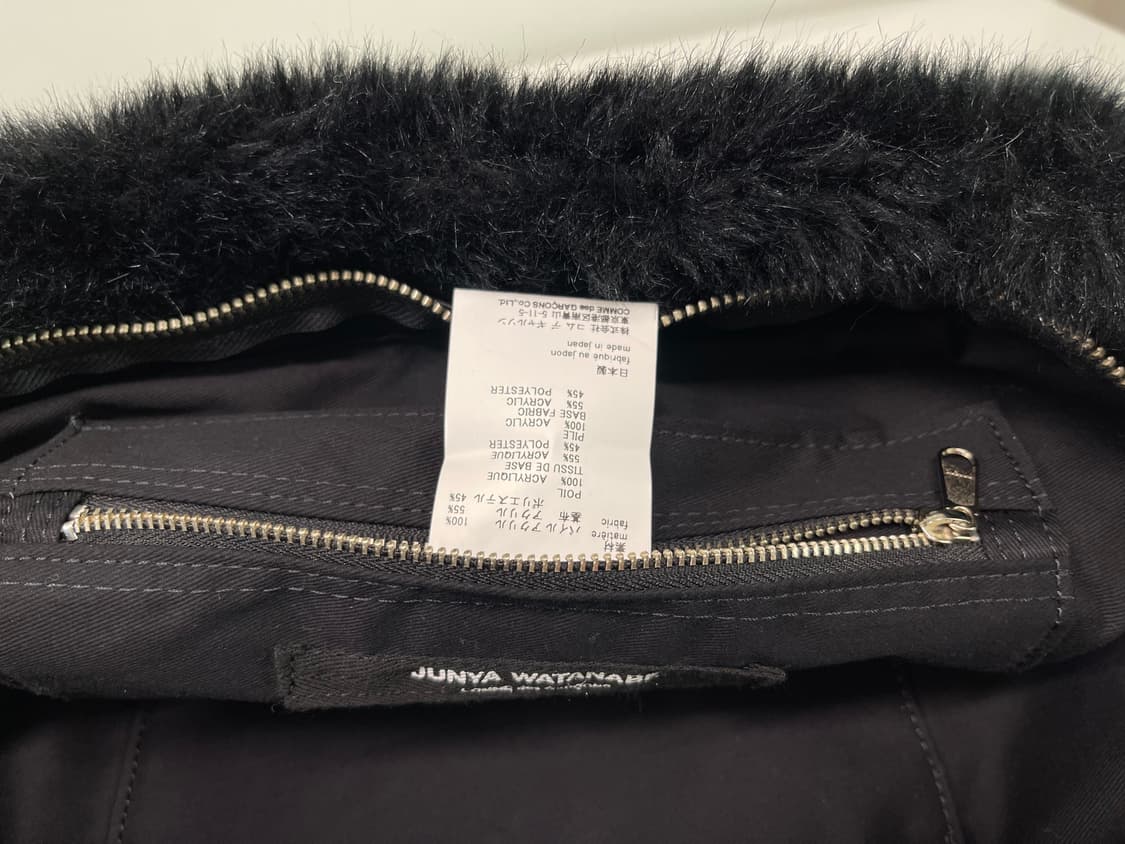 素材
matière
fabric
パイル アクリル 100%
基布 アクリル 55%
ポリエステル 45%
POIL
100% ACRYLIQUE
TISSU DE BASE
55% ACRYLIQUE
45% POLYESTER
PILE
100% ACRYLIC
BASE FABRIC
55% ACRYLIC
45% POLYESTER
日本製
fabriqué au japon
made in japan
株式会社 コム デ ギャルソン
東京都港区南青山 5-11-5
COMME des GARÇONS Co.,Ltd.
JUNYA WATANABE